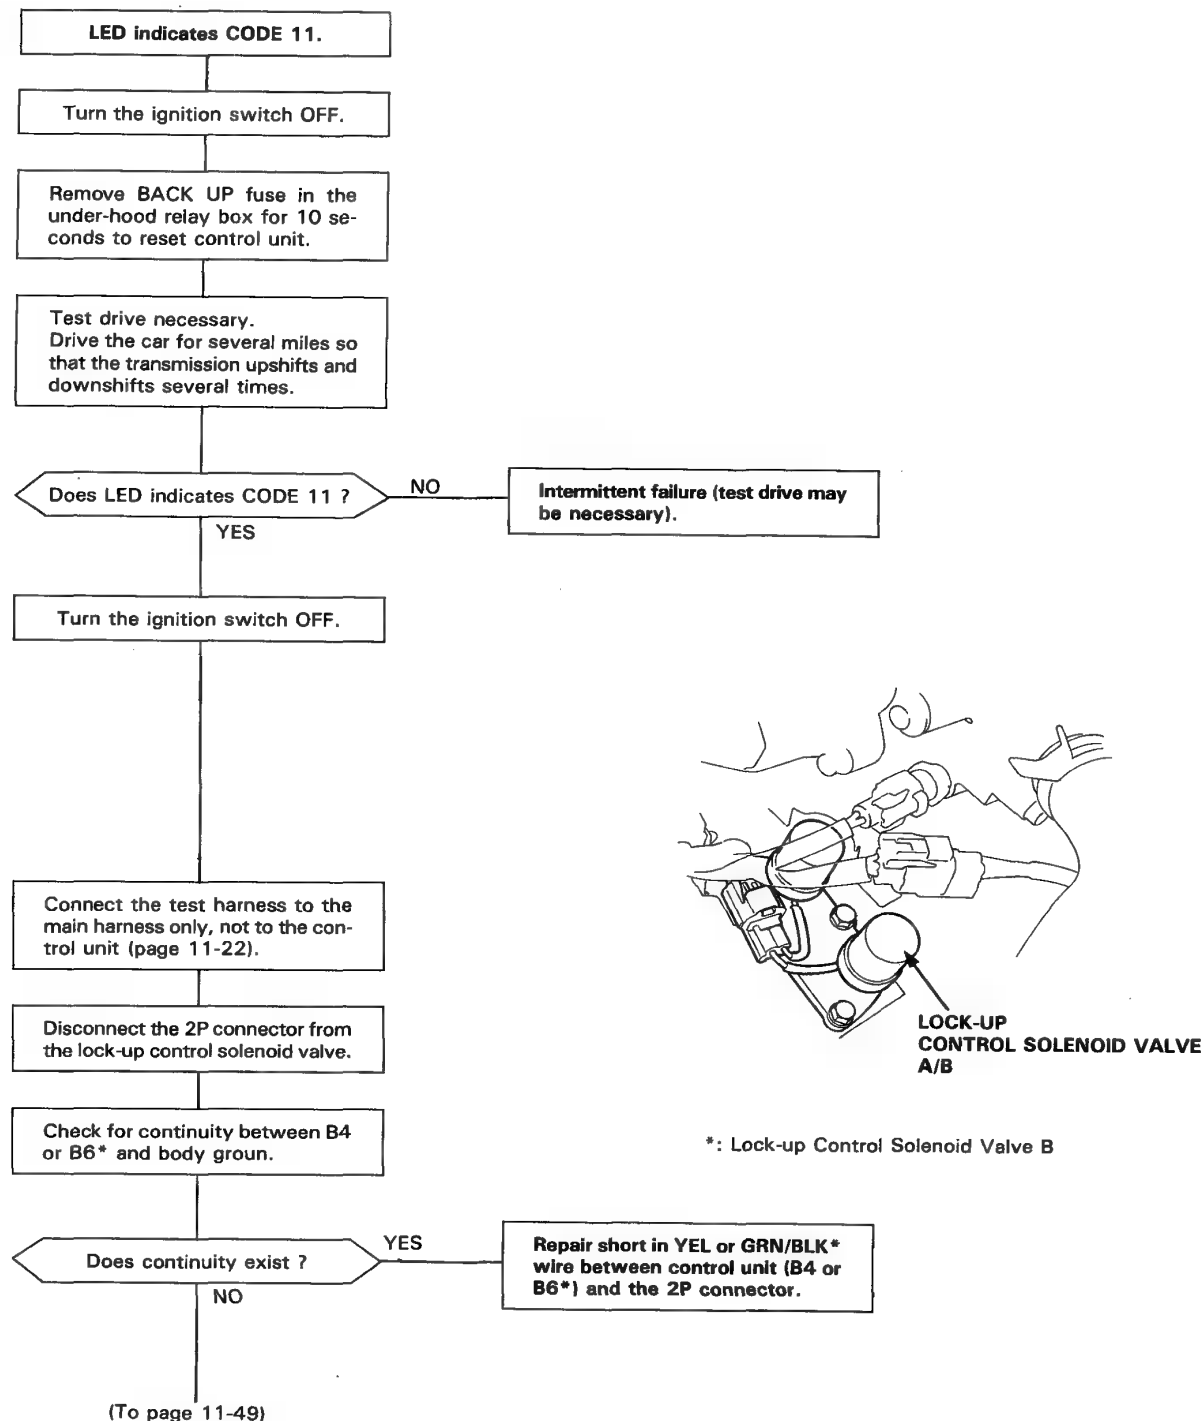 LED indicates CODE 11.
Turn the ignition switch OFF.
Remove BACK UP fuse in the
under-hood relay box for 10 se-
conds to reset control unit.
Test drive necessary.
Drive the car for several miles so
that the transmission upshifts and
downshifts several times.
Does LED indicates CODE 11 ?
NO
Intermittent failure (test drive may
be necessary).
YES
Turn the ignition switch OFF.
Connect the test harness to the
main harness only, not to the con-
trol unit (page 11-22).
Disconnect the 2P connector from
the lock-up control solenoid valve.
LOCK-UP
CONTROL SOLENOID VALVE
A/B
Check for continuity between B4
or B6* and body groun.
*: Lock-up Control Solenoid Valve B
Does continuity exist ?
YES
Repair short in YEL or GRN/BLK*
wire between control unit (B4 or
B6*) and the 2P connector.
NO
(To page 11-49)